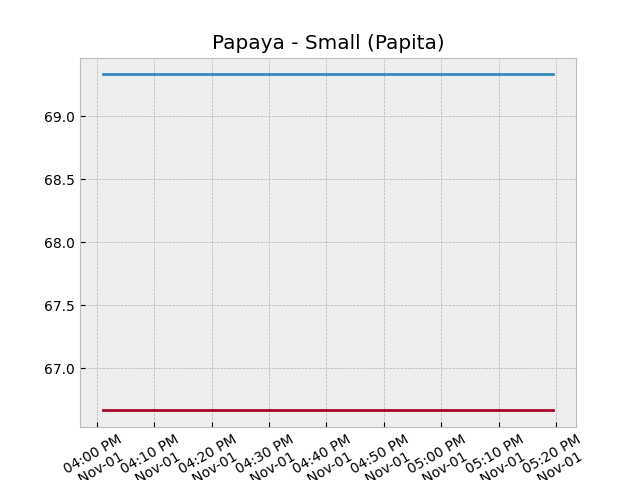 Papaya - Small (Papita)
69.0
68.5
68.0
67.5
67.0
04:00 PM
Nov-01
04:10 PM
Nov-01
04:20 PM
Nov-01
04:30 PM
Nov-01
04:40 PM
Nov-01
04:50 PM
Nov-01
05:00 PM
Nov-01
05:10 PM
Nov-01
05:20 PM
Nov-01